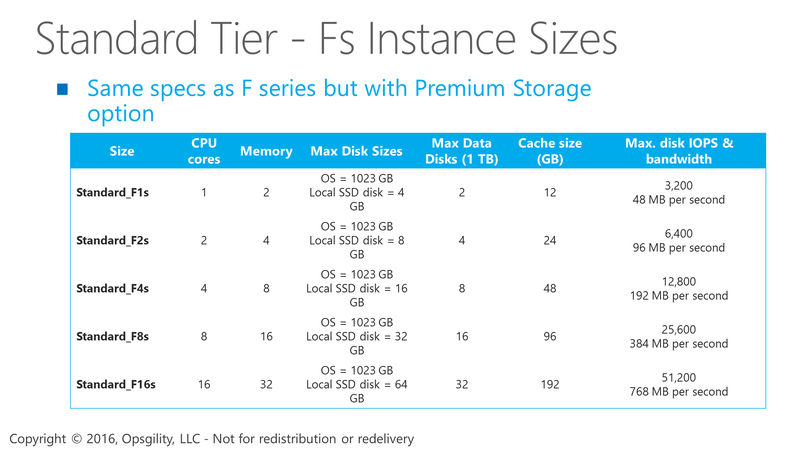 Standard Tier - Fs Instance Sizes
Same specs as F series but with Premium Storage
option
Size CPU cores Memory Max Disk Sizes Max Data Disks (1 TB) Cache size (GB) Max. disk IOPS & bandwidth
Standard_F1s 1 2 OS = 1023 GB Local SSD disk = 4 GB 2 12 3,200 48 MB per second
Standard_F2s 2 4 OS = 1023 GB Local SSD disk = 8 GB 4 24 6,400 96 MB per second
Standard_F4s 4 8 OS = 1023 GB Local SSD disk = 16 GB 8 48 12,800 192 MB per second
Standard_F8s 8 16 OS = 1023 GB Local SSD disk = 32 GB 16 96 25,600 384 MB per second
Standard_F16s 16 32 OS = 1023 GB Local SSD disk = 64 GB 32 192 51,200 768 MB per second
Copyright © 2016, Opsgility, LLC - Not for redistribution or redelivery